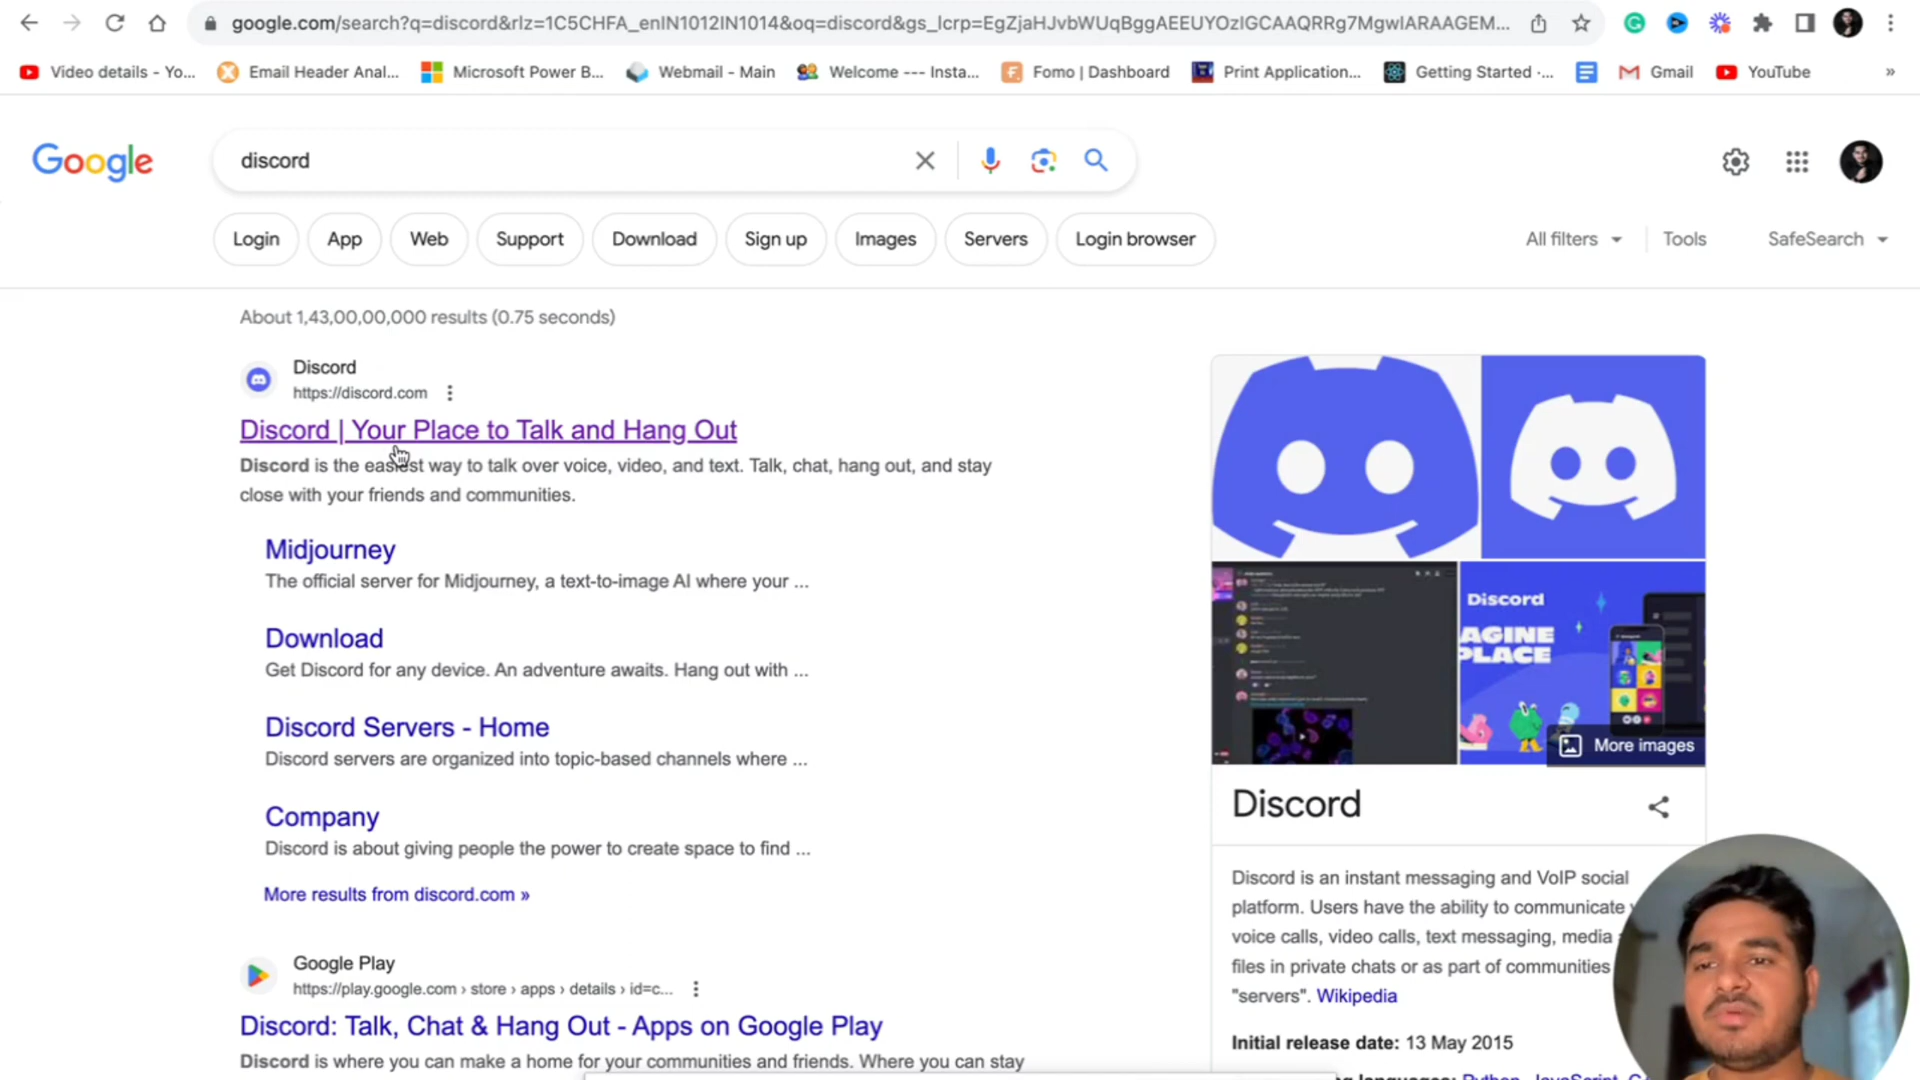 google.com/search?q=discord&rlz=1C5CHFA_enIN1012IN1014&oq=discord&gs_lcrp=EgZjaHJvbWUqBggAEEUYOzIGCAAQRRg7MgwIARAAGEM...
Video details - Yo...
Email Header Anal...
Microsoft Power B...
Webmail - Main
Welcome --- Insta...
Fomo | Dashboard
Print Application...
Getting Started ·...
Gmail
YouTube
»
Google
discord
Login
App
Web
Support
Download
Sign up
Images
Servers
Login browser
All filters
Tools
SafeSearch
About 1,43,00,00,000 results (0.75 seconds)
Discord
https://discord.com
Discord | Your Place to Talk and Hang Out
Discord is the easiest way to talk over voice, video, and text. Talk, chat, hang out, and stay
close with your friends and communities.
Midjourney
The official server for Midjourney, a text-to-image AI where your ...
Download
Get Discord for any device. An adventure awaits. Hang out with ...
Discord Servers - Home
Discord servers are organized into topic-based channels where ...
Company
Discord is about giving people the power to create space to find ...
More results from discord.com »
Google Play
https://play.google.com › store › apps › details › id=c...
Discord: Talk, Chat & Hang Out - Apps on Google Play
Discord is where you can make a home for your communities and friends. Where you can stay
Discord
AGINE
PLACE
More images
Discord
Discord is an instant messaging and VoIP social
platform. Users have the ability to communicate
voice calls, video calls, text messaging, media
files in private chats or as part of communities
"servers". Wikipedia
Initial release date: 13 May 2015